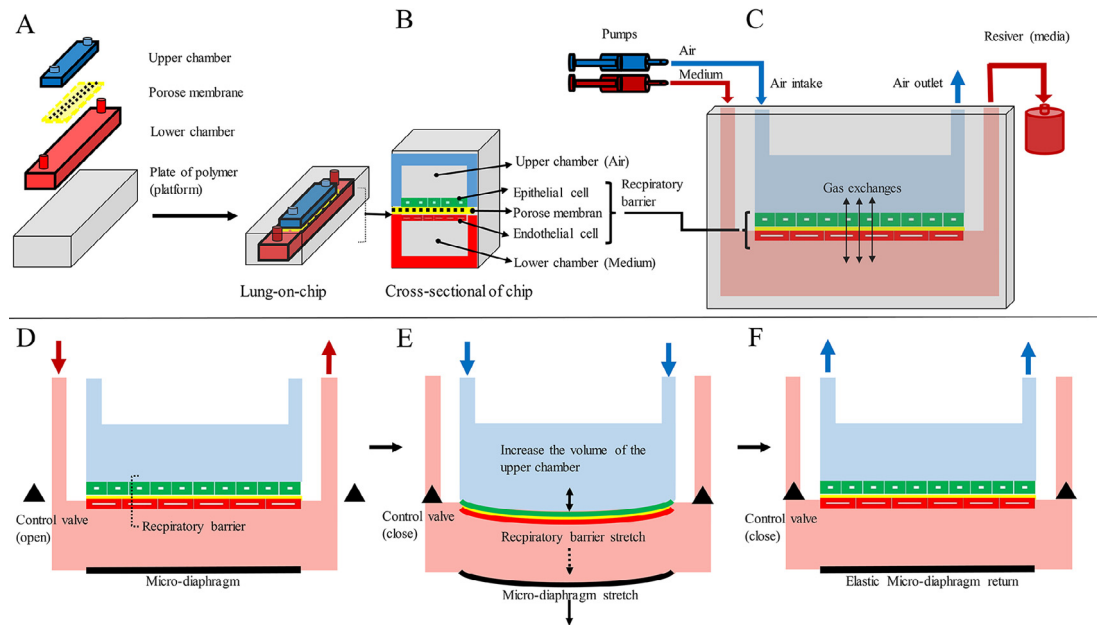 A
Upper chamber
Porose membrane
Lower chamber
Plate of polymer
(platform)
Lung-on-chip
B
Upper chamber (Air)
Epithelial cell
Porose membran
Endothelial cell
Recpiratory
barrier
Lower chamber (Medium)
Cross-sectional of chip
C
Pumps
Air
Medium
Air intake
Air outlet
Resiver (media)
Gas exchanges
D
Control valve
(open)
Recpiratory barrier
Micro-diaphragm
E
Increase the volume of the
upper chamber
Control valve
(close)
Recpiratory barrier stretch
Micro-diaphragm stretch
F
Control valve
(close)
Elastic Micro-diaphragm return